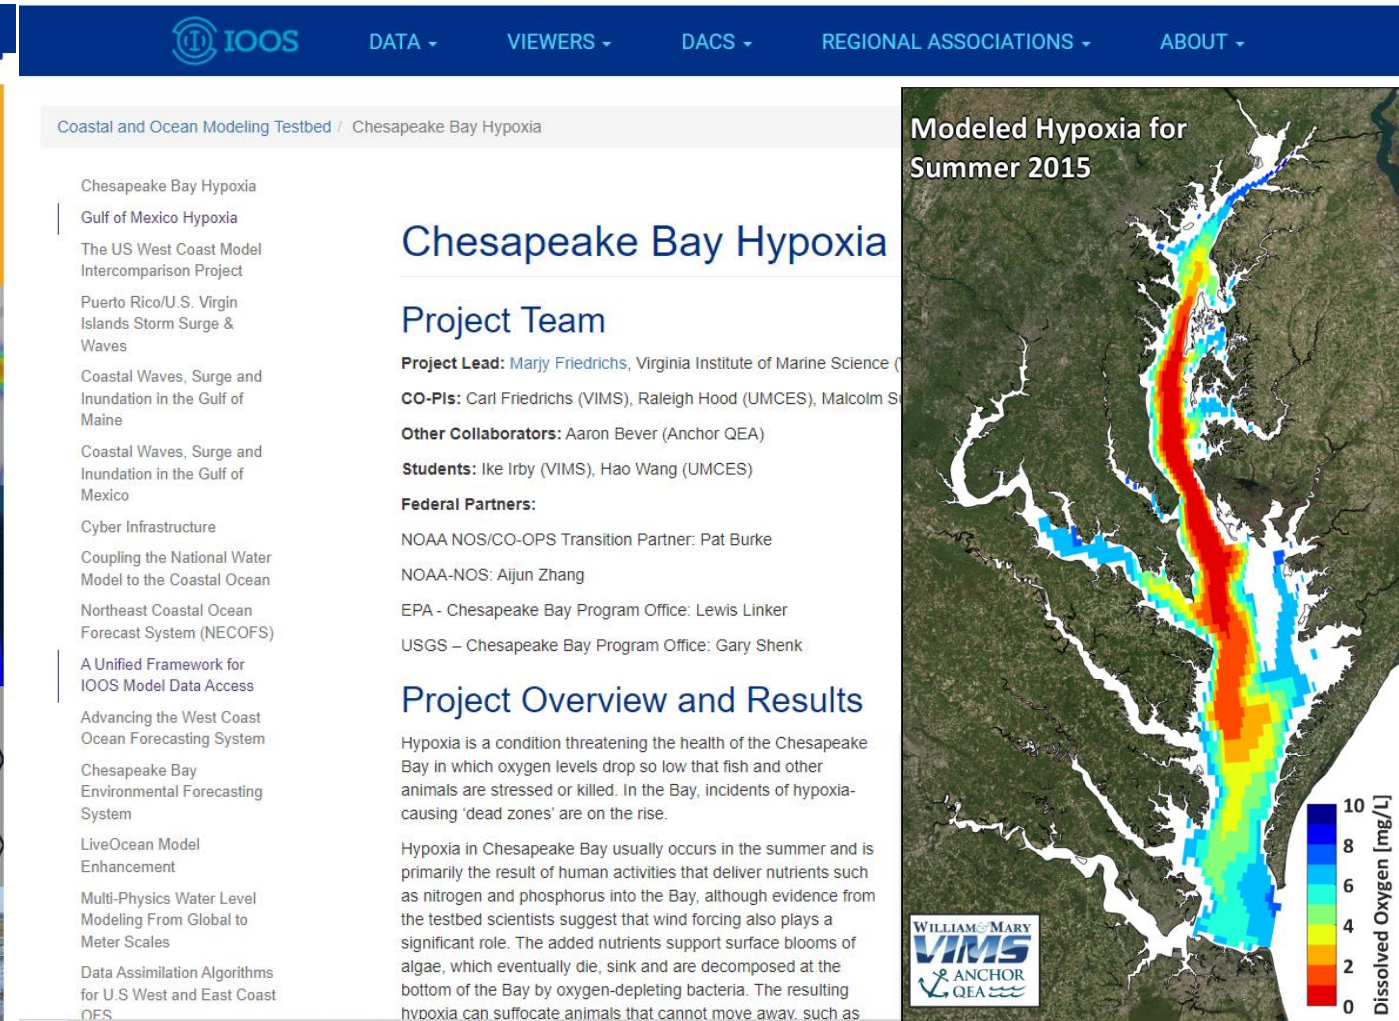 IOOS
DATA
VIEWERS
DACS
REGIONAL ASSOCIATIONS
ABOUT
Coastal and Ocean Modeling Testbed / Chesapeake Bay Hypoxia
Chesapeake Bay Hypoxia
Gulf of Mexico Hypoxia
The US West Coast Model
Intercomparison Project
Puerto Rico/U.S. Virgin
Islands Storm Surge &
Waves
Coastal Waves, Surge and
Inundation in the Gulf of
Maine
Coastal Waves, Surge and
Inundation in the Gulf of
Mexico
Cyber Infrastructure
Coupling the National Water
Model to the Coastal Ocean
Northeast Coastal Ocean
Forecast System (NECOFS)
A Unified Framework for
IOOS Model Data Access
Advancing the West Coast
Ocean Forecasting System
Chesapeake Bay
Environmental Forecasting
System
LiveOcean Model
Enhancement
Multi-Physics Water Level
Modeling From Global to
Meter Scales
Data Assimilation Algorithms
for U.S West and East Coast
OFS
Chesapeake Bay Hypoxia
Project Team
Project Lead: Marjy Friedrichs, Virginia Institute of Marine Science (
CO-PIs: Carl Friedrichs (VIMS), Raleigh Hood (UMCES), Malcolm
Other Collaborators: Aaron Bever (Anchor QEA)
Students: Ike Irby (VIMS), Hao Wang (UMCES)
Federal Partners:
NOAA NOS/CO-OPS Transition Partner: Pat Burke
NOAA-NOS: Aijun Zhang
EPA - Chesapeake Bay Program Office: Lewis Linker
USGS – Chesapeake Bay Program Office: Gary Shenk
Project Overview and Results
Hypoxia is a condition threatening the health of the Chesapeake
Bay in which oxygen levels drop so low that fish and other
animals are stressed or killed. In the Bay, incidents of hypoxia-
causing ‘dead zones’ are on the rise.
Hypoxia in Chesapeake Bay usually occurs in the summer and is
primarily the result of human activities that deliver nutrients such
as nitrogen and phosphorus into the Bay, although evidence from
the testbed scientists suggest that wind forcing also plays a
significant role. The added nutrients support surface blooms of
algae, which eventually die, sink and are decomposed at the
bottom of the Bay by oxygen-depleting bacteria. The resulting
hypoxia can suffocate animals that cannot move away, such as
Modeled Hypoxia for
Summer 2015
WILLIAM & MARY
VIMS
ANCHOR
QEA
10
8
6
4
2
0
Dissolved Oxygen [mg/L]